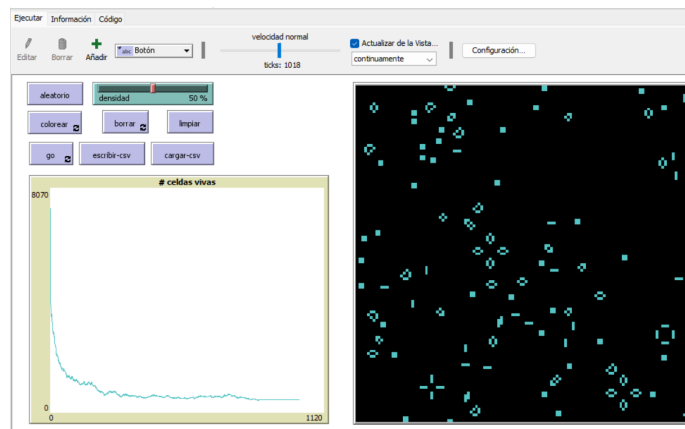 Ejecutar Información Código
velocidad normal
Editar Borrar Añadir abc Botón
ticks: 1018
Actualizar de la Vista...
continuamente
Configuración...
aleatorio
densidad 50 %
colorear borrar limpiar
go escribir-csv cargar-csv
# celdas vivas
8070
0
0 1120